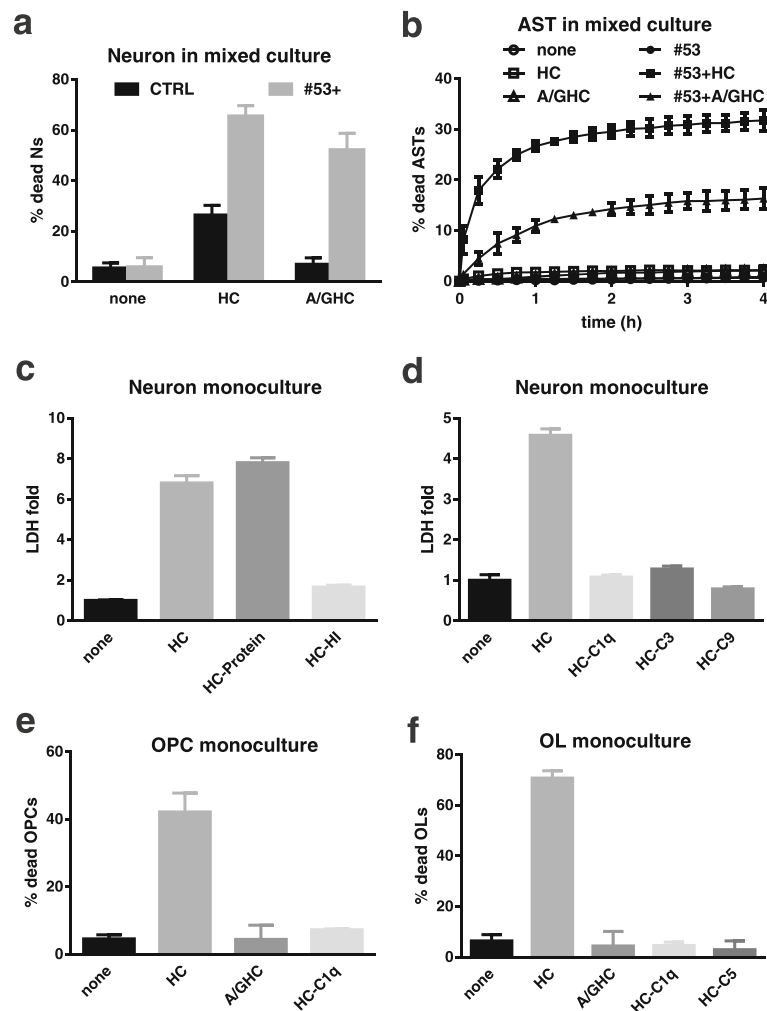 a
Neuron in mixed culture
80
60
40
20
0
% dead Ns
CTRL
#53+
none
HC
A/GHC
b
AST in mixed culture
none
#53
HC
#53+HC
A/GHC
#53+A/GHC
40
30
20
10
0
% dead ASTs
0
1
2
3
4
time (h)
c
Neuron monoculture
10
8
6
4
2
0
LDH fold
none
HC
HC-Protein
HC-HI
d
Neuron monoculture
5
4
3
2
1
0
LDH fold
none
HC
HC-C1q
HC-C3
HC-C9
e
OPC monoculture
60
40
20
0
% dead OPCs
none
HC
A/GHC
HC-C1q
f
OL monoculture
80
60
40
20
0
% dead OLs
none
HC
A/GHC
HC-C1q
HC-C5